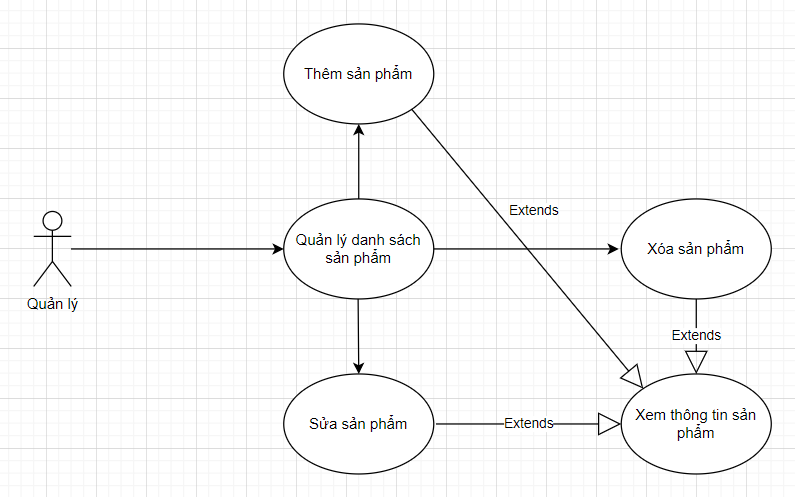 Thêm sản phẩm
Extends
Quản lý danh sách
sản phẩm
Xóa sản phẩm
Quản lý
Extends
Sửa sản phẩm
Extends
Xem thông tin sản
phẩm